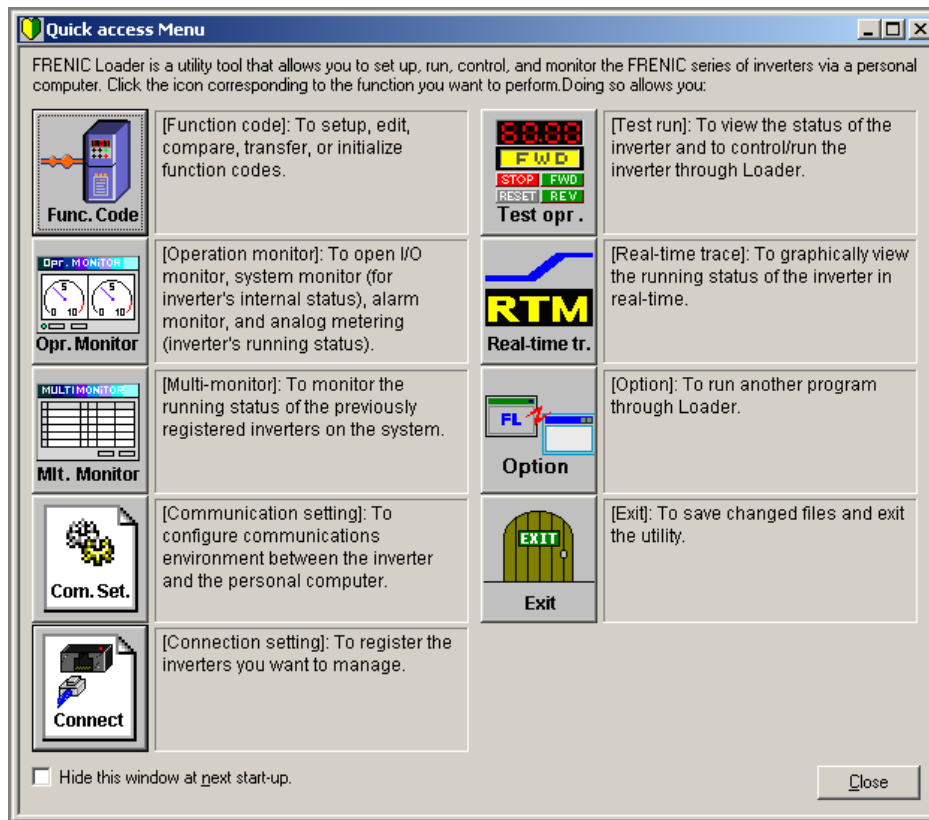 Quick access Menu
FRENIC Loader is a utility tool that allows you to set up, run, control, and monitor the FRENIC series of inverters via a personal
computer. Click the icon corresponding to the function you want to perform.Doing so allows you:
Func. Code
[Function code]: To setup, edit,
compare, transfer, or initialize
function codes.
Opr. MONiTOR
5
5
0
10
0
10
Opr. Monitor
[Operation monitor]: To open I/O
monitor, system monitor (for
inverter's internal status), alarm
monitor, and analog metering
(inverter's running status).
MULTIMONiTOR
Mlt. Monitor
[Multi-monitor]: To monitor the
running status of the previously
registered inverters on the system.
Com. Set.
[Communication setting]: To
configure communications
environment between the inverter
and the personal computer.
Connect
[Connection setting]: To register the
inverters you want to manage.
88.88
FWD
STOP FWD
RESET REV
Test opr .
[Test run]: To view the status of the
inverter and to control/run the
inverter through Loader.
RTM
Real-time tr.
[Real-time trace]: To graphically view
the running status of the inverter in
real-time.
FL
Option
[Option]: To run another program
through Loader.
EXIT
Exit
[Exit]: To save changed files and exit
the utility.
Hide this window at next start-up.
Close